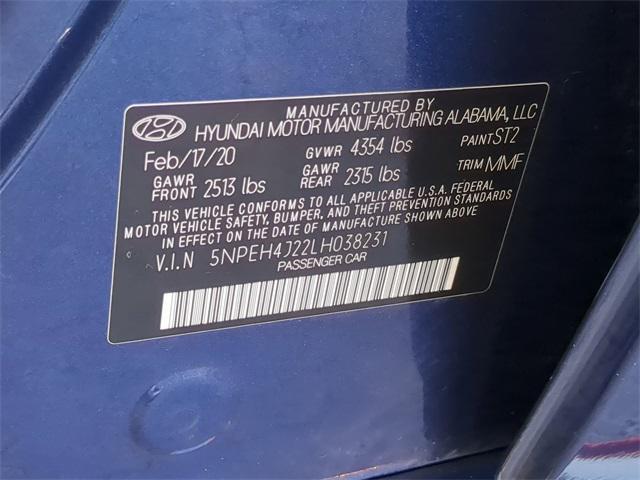 MANUFACTURED BY
HYUNDAI MOTOR MANUFACTURING ALABAMA, LLC
Feb/17/20 GVWR 4354 lbs PAINT ST2
GAWR FRONT 2513 lbs GAWR REAR 2315 lbs TRIM MMF
THIS VEHICLE CONFORMS TO ALL APPLICABLE U.S.A. FEDERAL
MOTOR VEHICLE SAFETY, BUMPER, AND THEFT PREVENTION STANDARDS
IN EFFECT ON THE DATE OF MANUFACTURE SHOWN ABOVE.
V.I.N 5NPEH4J22LH038231
PASSENGER CAR